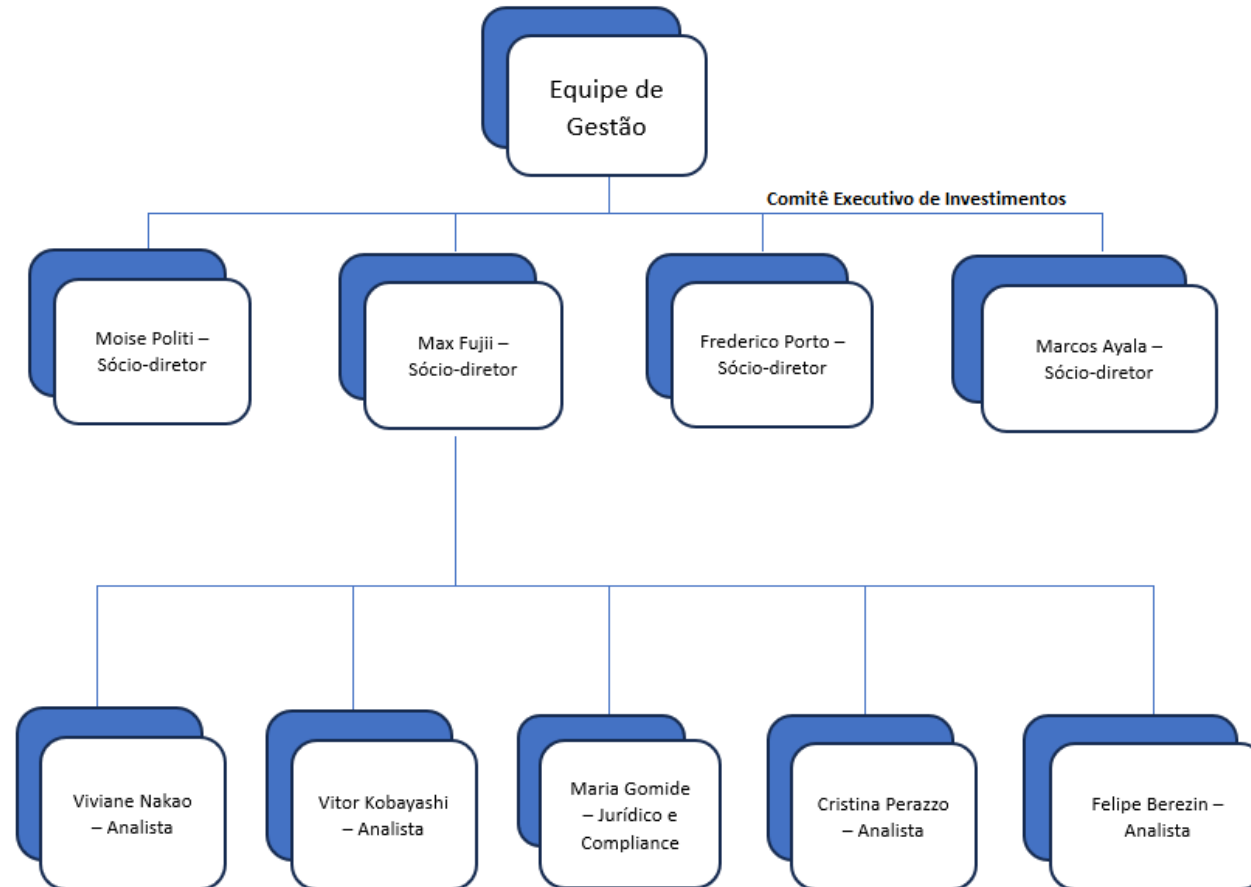 Equipe de
Gestão
Comitê Executivo de Investimentos
Moise Politi –
Sócio-diretor
Max Fujii –
Sócio-diretor
Frederico Porto –
Sócio-diretor
Marcos Ayala –
Sócio-diretor
Viviane Nakao
– Analista
Vitor Kobayashi
– Analista
Maria Gomide
– Jurídico e
Compliance
Cristina Perazzo
– Analista
Felipe Berezin –
Analista